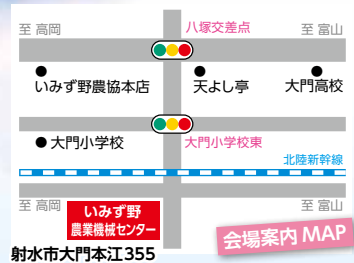 至 高岡
八塚交差点
至 富山
いみず野農協本店
天よし亭
大門高校
大門小学校
大門小学校東
北陸新幹線
至 高岡
至 富山
いみず野
農業機械センター
会場案内 MAP
射水市大門本江355